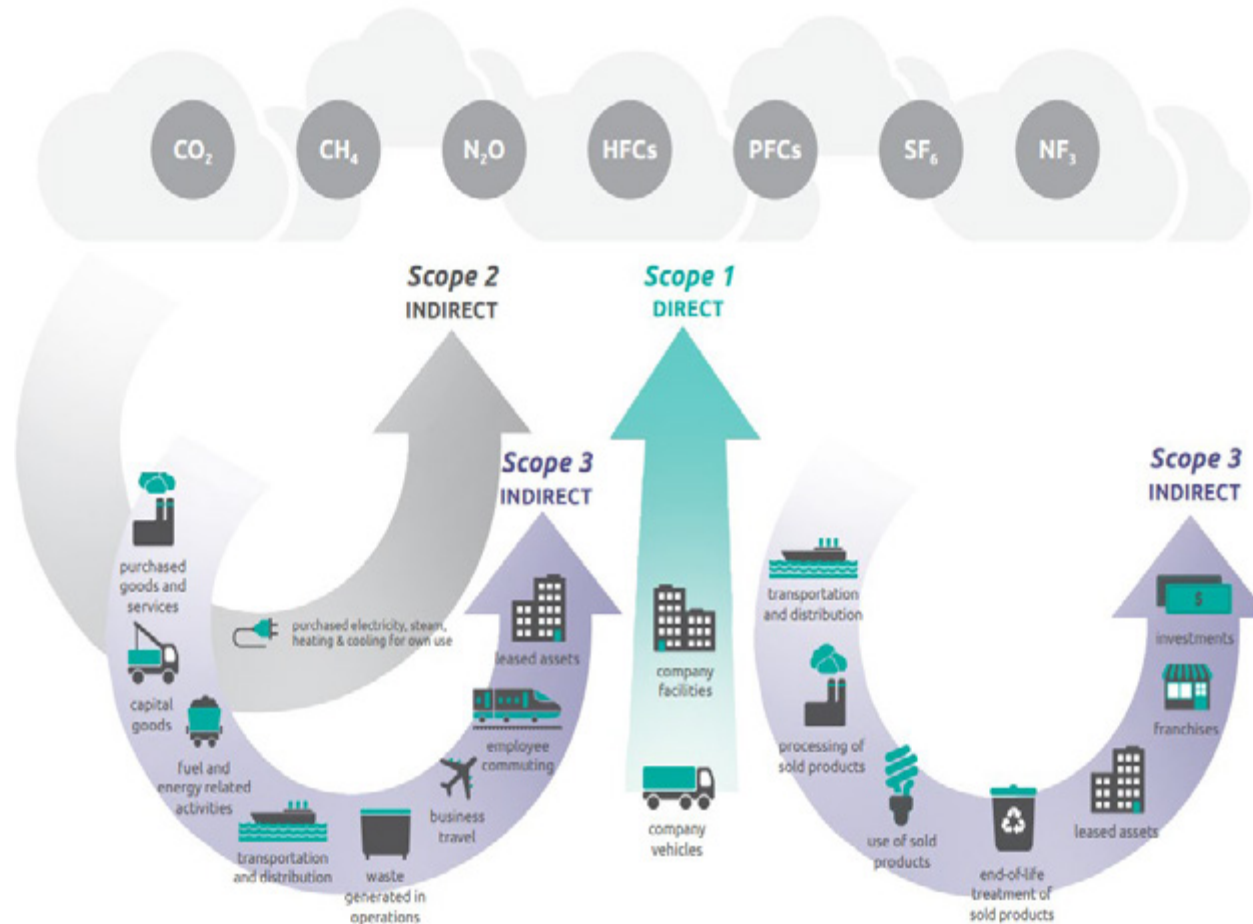 CO₂ CH₄ N₂O HFCs PFCs SF₆ NF₃
Scope 2
INDIRECT
Scope 1
DIRECT
Scope 3
INDIRECT
Scope 3
INDIRECT
purchased
goods and
services
capital
goods
fuel and
energy related
activities
transportation
and distribution
waste
generated in
operations
business
travel
employee
commuting
leased assets
purchased electricity, steam,
heating & cooling for own use
company
facilities
company
vehicles
transportation
and distribution
processing of
sold products
use of sold
products
end-of-life
treatment of
sold products
leased assets
franchises
$
investments